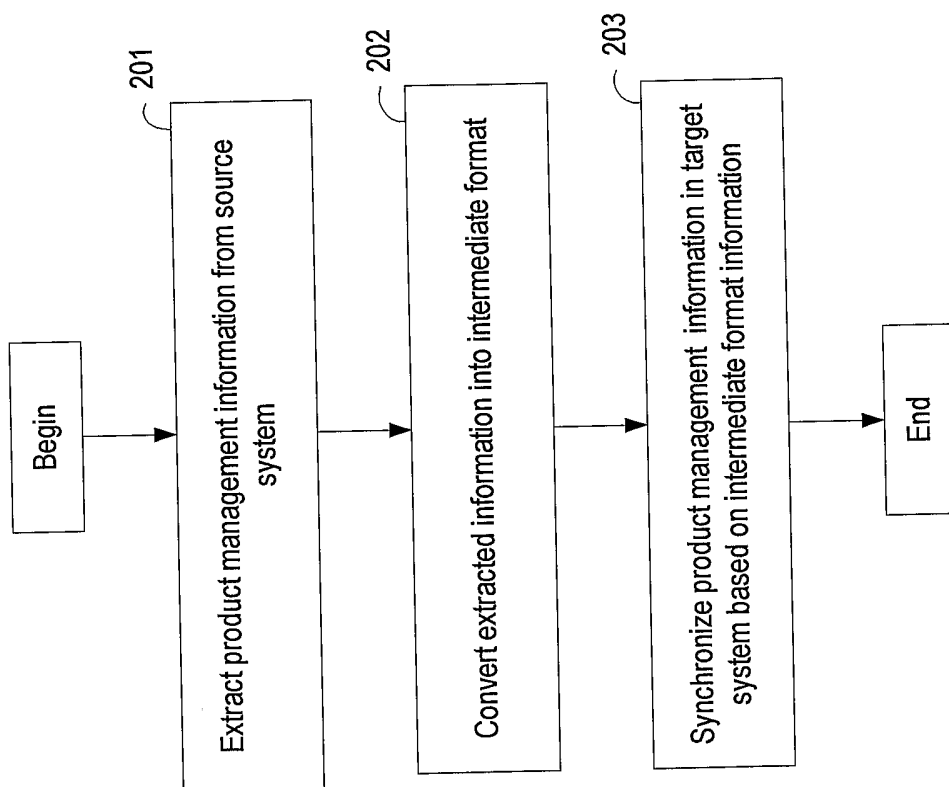 Begin
201
Extract product management information from source
system
202
Convert extracted information into intermediate format
203
Synchronize product management information in target
system based on intermediate format information
End